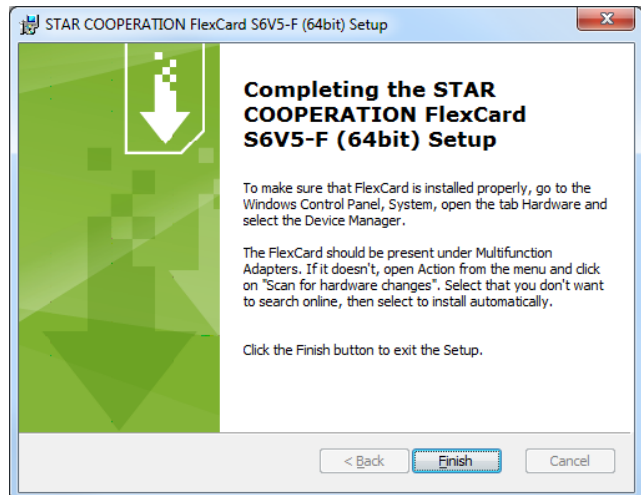 STAR COOPERATION FlexCard S6V5-F (64bit) Setup
Completing the STAR
COOPERATION FlexCard
S6V5-F (64bit) Setup
To make sure that FlexCard is installed properly, go to the
Windows Control Panel, System, open the tab Hardware and
select the Device Manager.
The FlexCard should be present under Multifunction
Adapters. If it doesn't, open Action from the menu and click
on "Scan for hardware changes". Select that you don't want
to search online, then select to install automatically.
Click the Finish button to exit the Setup.
< Back Finish Cancel